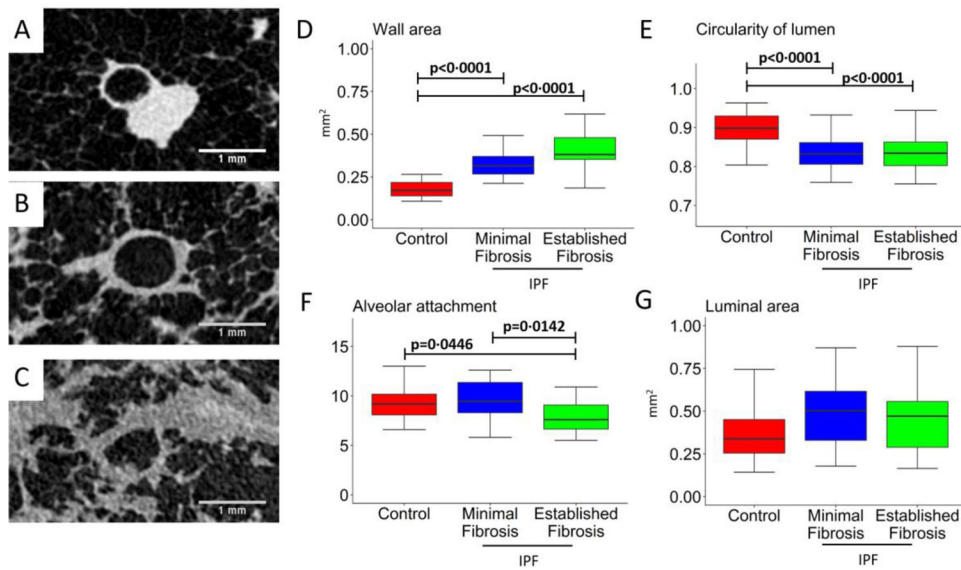 A
1 mm
B
1 mm
C
1 mm
D
Wall area
1.00
0.75
0.50
0.25
0.00
mm2
p<0·0001
p<0·0001
Control
Minimal
Fibrosis
Established
Fibrosis
IPF
E
Circularity of lumen
1.0
0.9
0.8
0.7
p<0·0001
p<0·0001
Control
Minimal
Fibrosis
Established
Fibrosis
IPF
F
Alveolar attachment
15
10
5
0
p=0·0142
p=0·0446
Control
Minimal
Fibrosis
Established
Fibrosis
IPF
G
Luminal area
1.00
0.75
0.50
0.25
0.00
mm2
Control
Minimal
Fibrosis
Established
Fibrosis
IPF